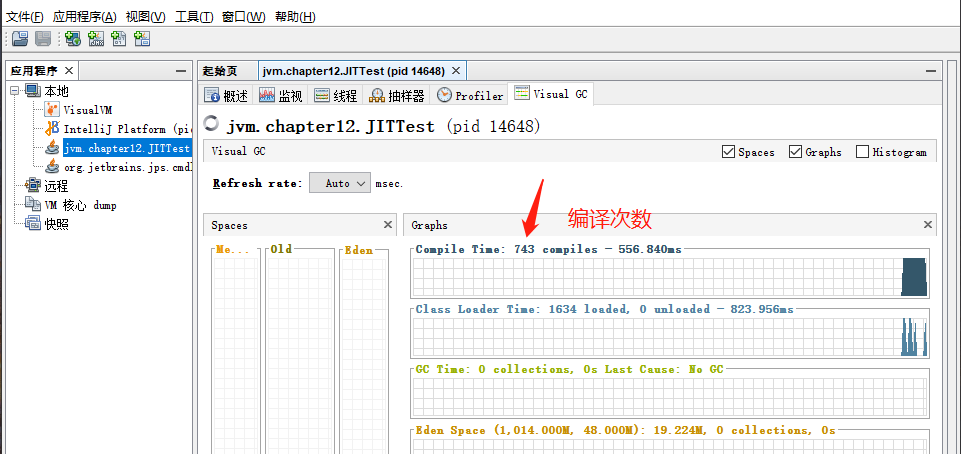 文件(F) 应用程序(A) 视图(V) 工具(T) 窗口(W) 帮助(H)
应用程序
起始页 jvm.chapter12.JITTest (pid 14648)
本地
VisualVM
IntelliJ Platform (pi
jvm.chapter12.JITTest
org.jetbrains.jps.cmdl
远程
VM 核心 dump
快照
概述 监视 线程 抽样器 Profiler Visual GC
jvm.chapter12.JITTest (pid 14648)
Visual GC
Spaces Graphs Histogram
Refresh rate: Auto msec.
Spaces
Me...
Old
Eden
Graphs
编译次数
Compile Time: 743 compiles - 556.840ms
Class Loader Time: 1634 loaded, 0 unloaded - 823.956ms
GC Time: 0 collections, 0s Last Cause: No GC
Eden Space (1,014.000M, 48.000M): 19.224M, 0 collections, 0s